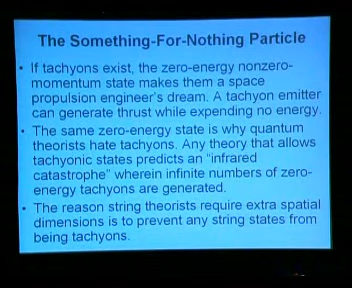 The Something-For-Nothing Particle
• If tachyons exist, the zero-energy nonzero-
momentum state makes them a space
propulsion engineer's dream. A tachyon emitter
can generate thrust while expending no energy.
• The same zero-energy state is why quantum
theorists hate tachyons. Any theory that allows
tachyonic states predicts an "infrared
catastrophe" wherein infinite numbers of zero-
energy tachyons are generated.
• The reason string theorists require extra spatial
dimensions is to prevent any string states from
being tachyons.